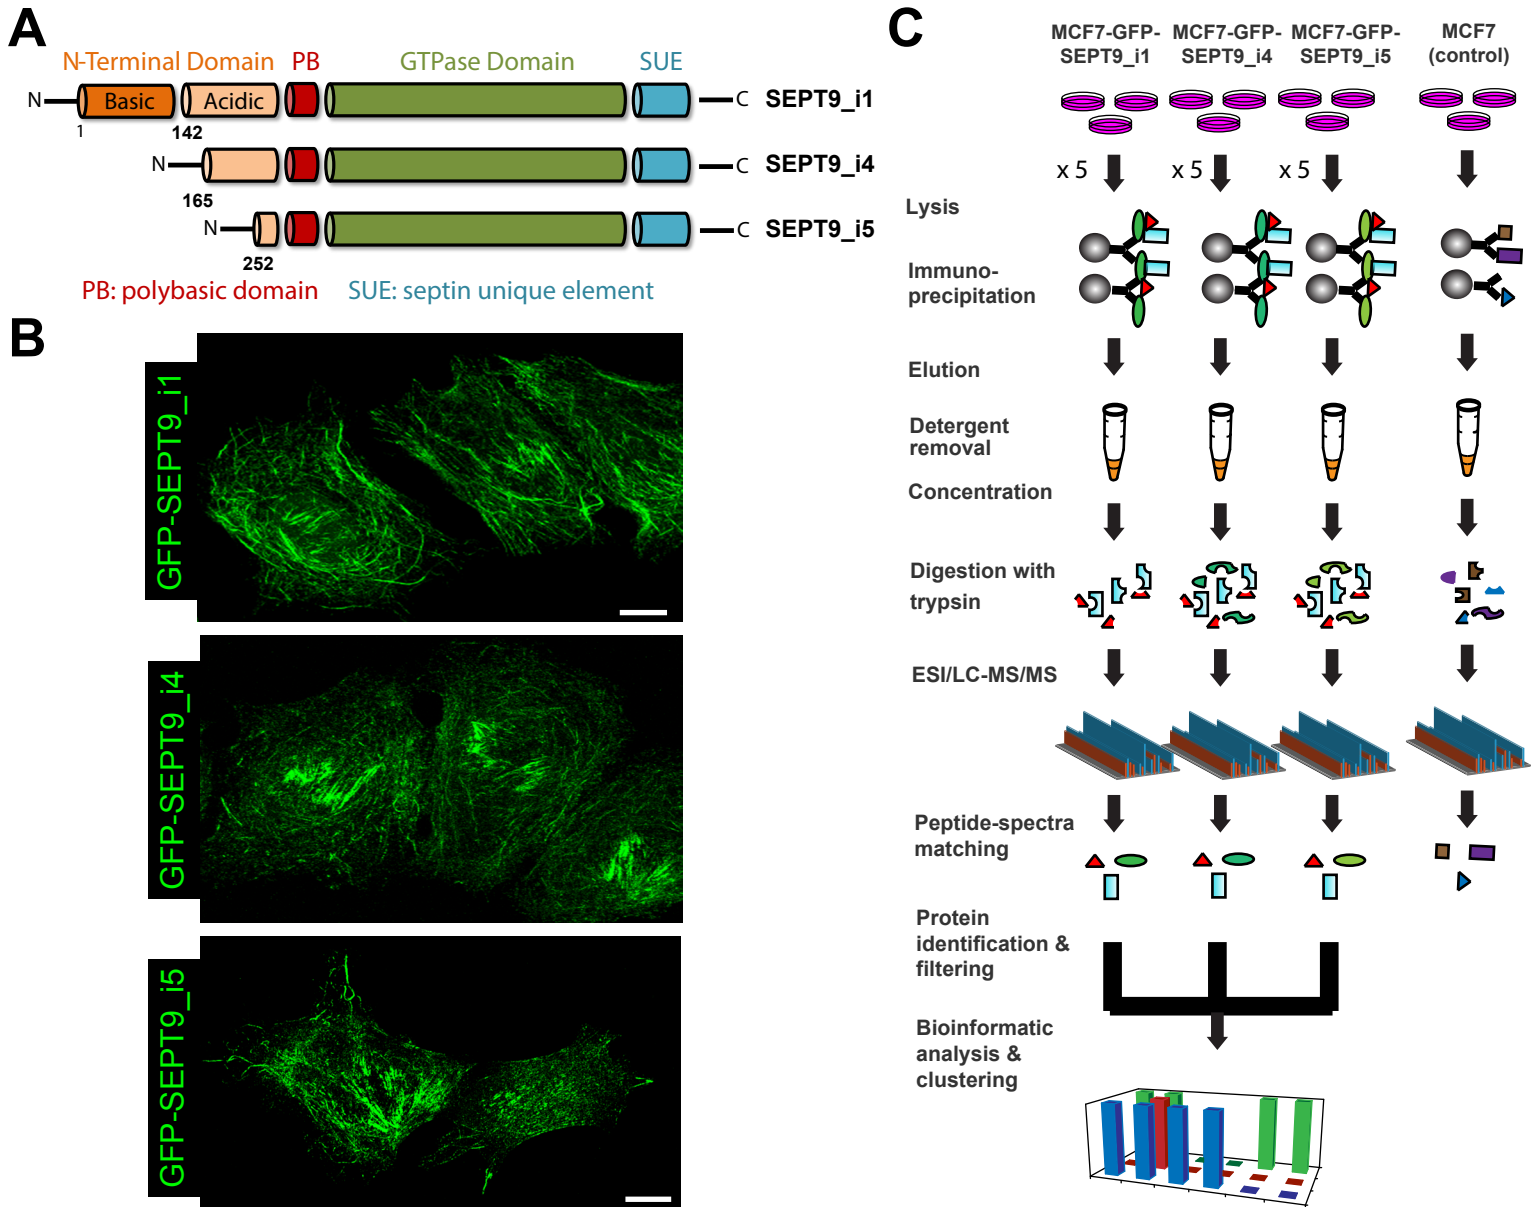 A
N-Terminal Domain PB GTPase Domain SUE
N Basic Acidic C SEPT9_i1
1 142
N C SEPT9_i4
165
N C SEPT9_i5
252
PB: polybasic domain SUE: septin unique element
B
GFP-SEPT9_i1
GFP-SEPT9_i4
GFP-SEPT9_i5
C
MCF7-GFP-
SEPT9_i1
MCF7-GFP-
SEPT9_i4
MCF7-GFP-
SEPT9_i5
MCF7
(control)
x 5 x 5 x 5
Lysis
Immuno-
precipitation
Elution
Detergent
removal
Concentration
Digestion with
trypsin
ESI/LC-MS/MS
Peptide-spectra
matching
Protein
identification &
filtering
Bioinformatic
analysis &
clustering